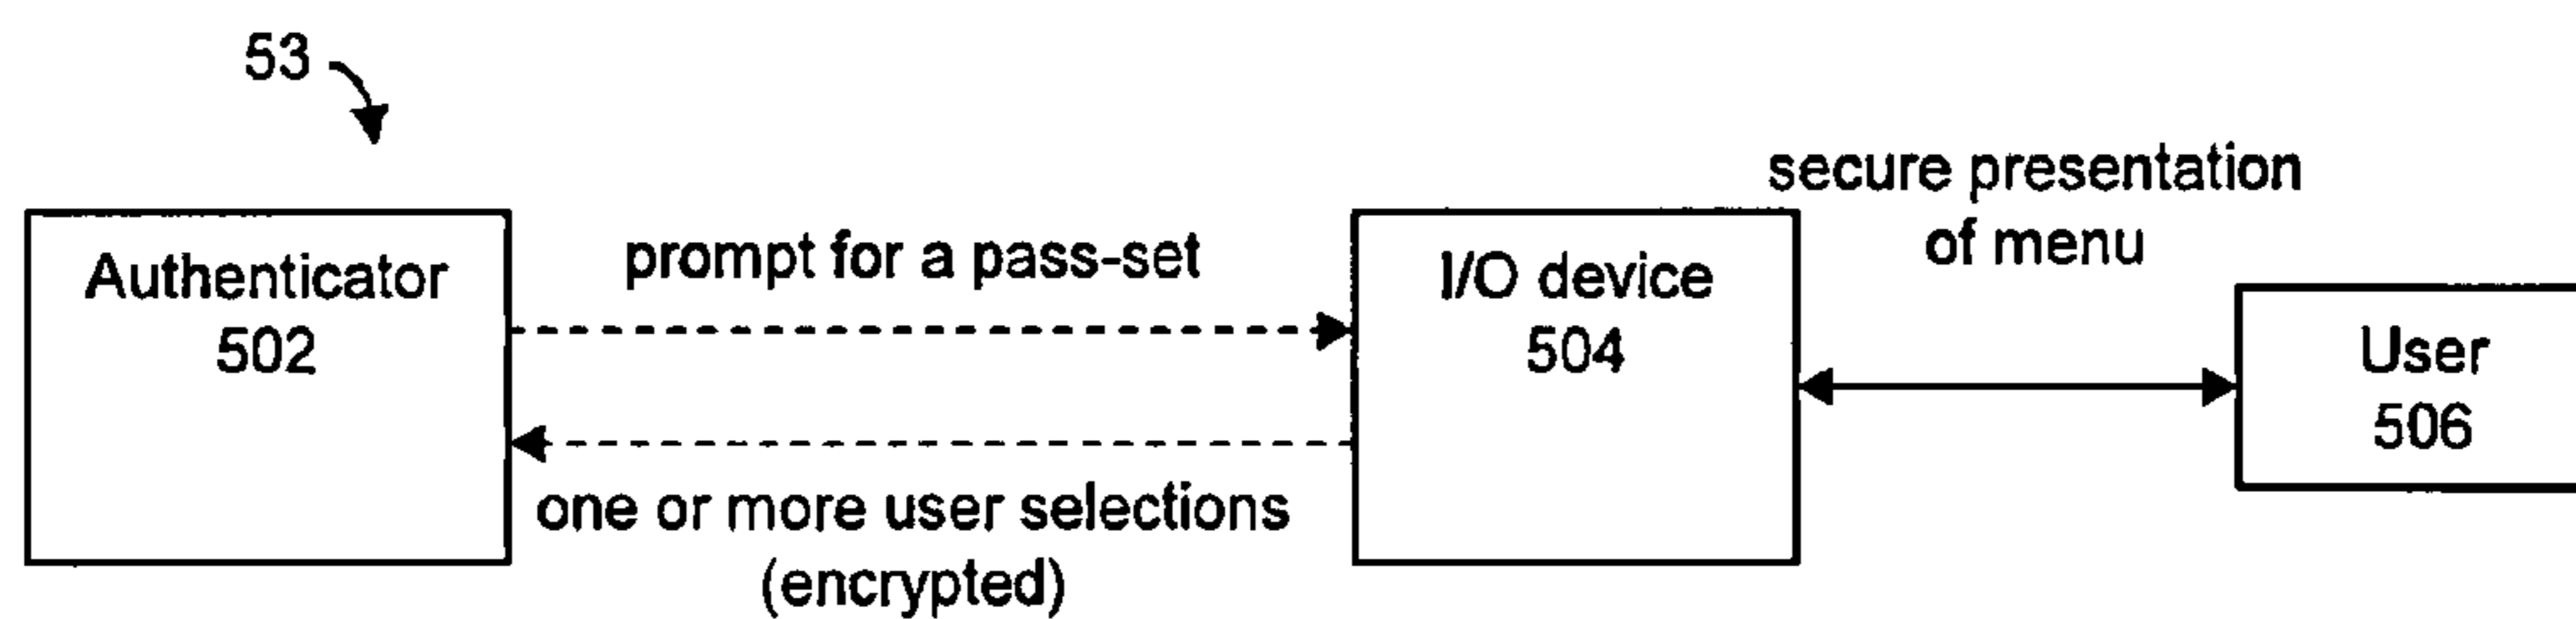 53
Authenticator
502
prompt for a pass-set
one or more user selections
(encrypted)
I/O device
504
secure presentation
of menu
User
506